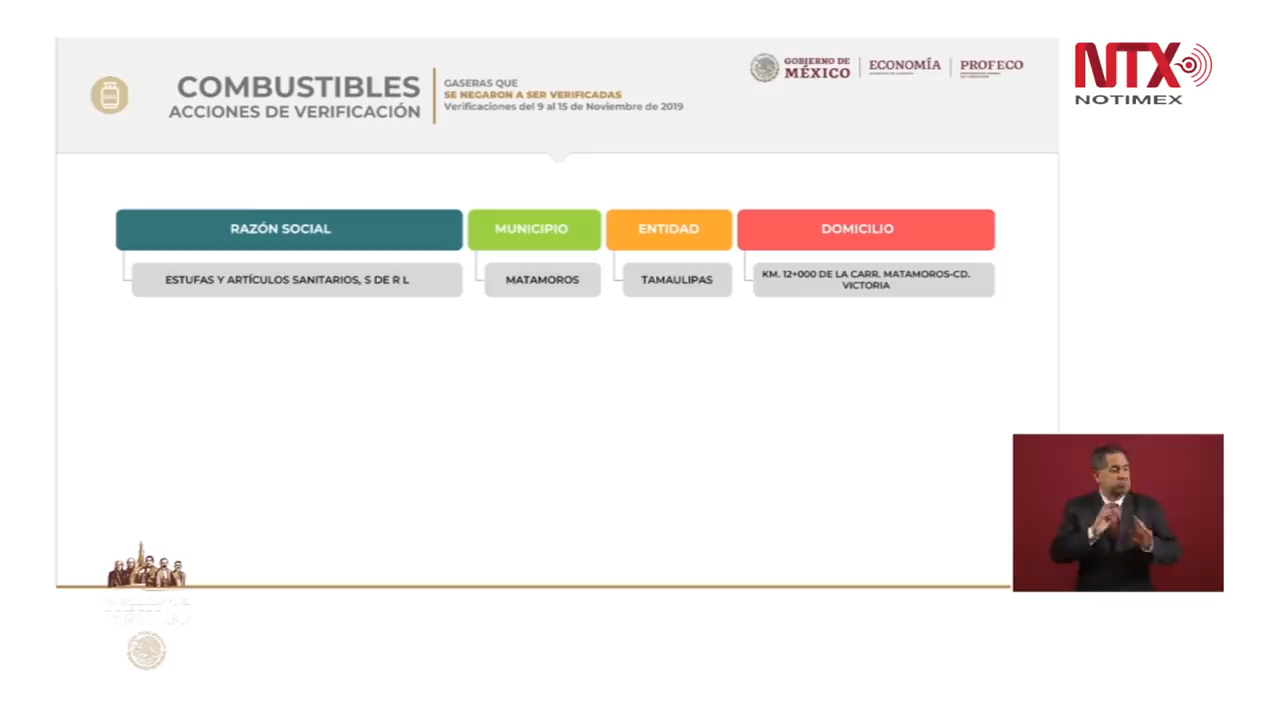 COMBUSTIBLES
ACCIONES DE VERIFICACIÓN
GASERAS QUE
SE NEGARON A SER VERIFICADAS
Verificaciones del 9 al 15 de Noviembre de 2019
GOBIERNO DE
MÉXICO
ECONOMÍA
PROFECO
NTX
NOTIMEX
RAZÓN SOCIAL
MUNICIPIO
ENTIDAD
DOMICILIO
ESTUFAS Y ARTÍCULOS SANITARIOS, S DE R L
MATAMOROS
TAMAULIPAS
KM. 12+000 DE LA CARR. MATAMOROS-CD.
VICTORIA